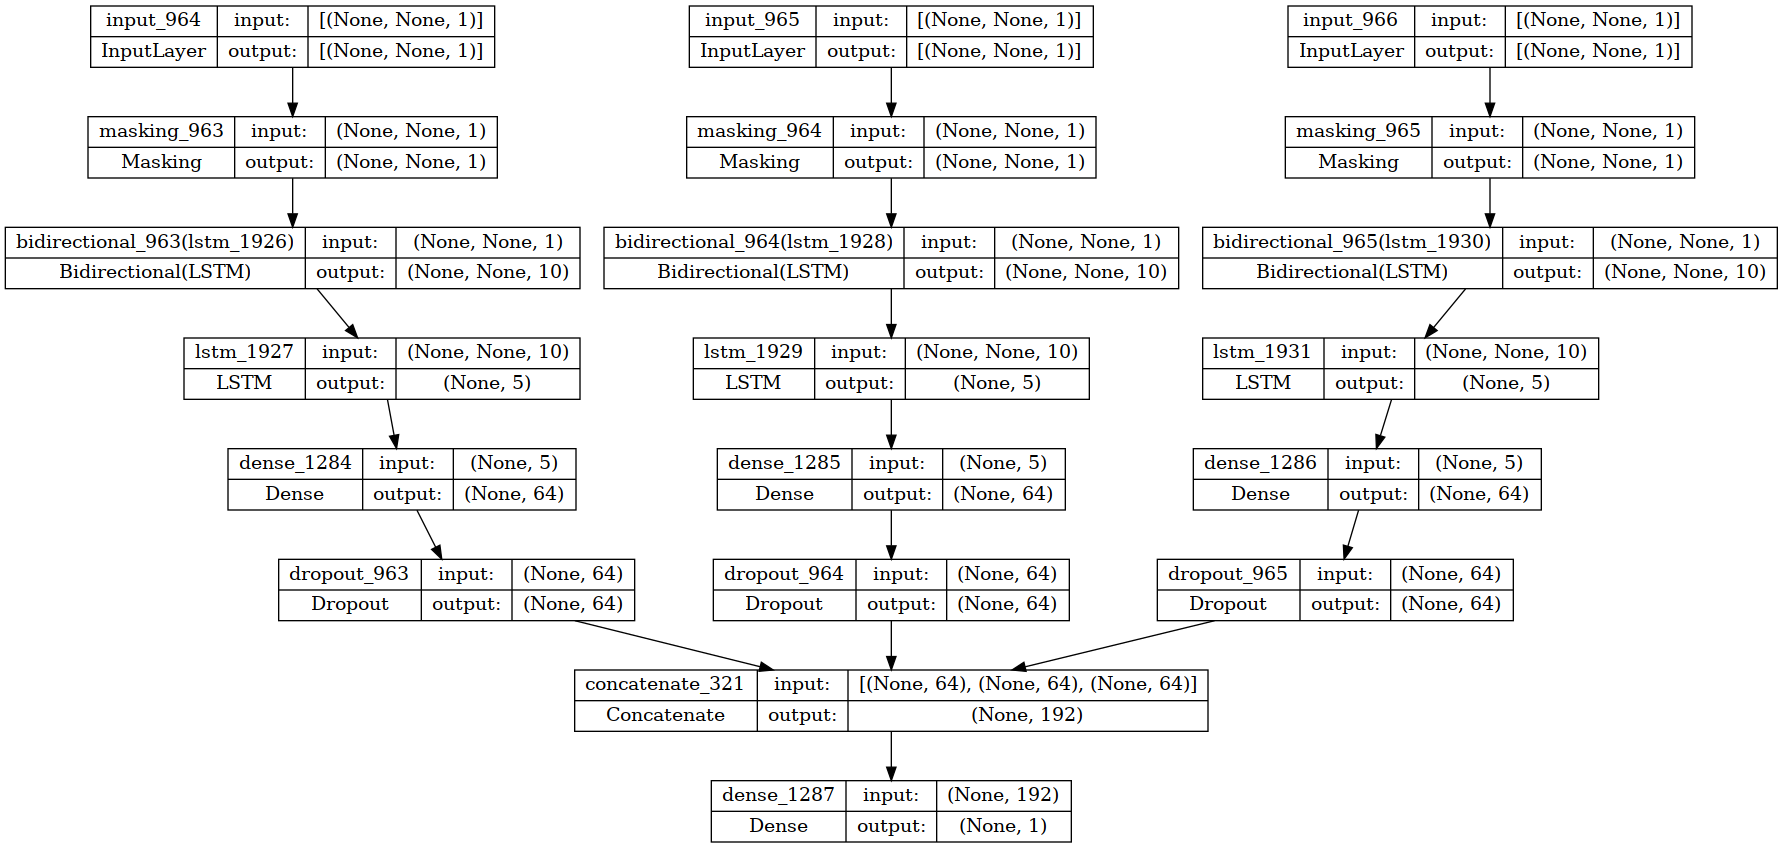 input_964 input: [(None, None, 1)]
InputLayer output: [(None, None, 1)]
input_965 input: [(None, None, 1)]
InputLayer output: [(None, None, 1)]
input_966 input: [(None, None, 1)]
InputLayer output: [(None, None, 1)]
masking_963 input: (None, None, 1)
Masking output: (None, None, 1)
masking_964 input: (None, None, 1)
Masking output: (None, None, 1)
masking_965 input: (None, None, 1)
Masking output: (None, None, 1)
bidirectional_963(lstm_1926) input: (None, None, 1)
Bidirectional(LSTM) output: (None, None, 10)
bidirectional_964(lstm_1928) input: (None, None, 1)
Bidirectional(LSTM) output: (None, None, 10)
bidirectional_965(lstm_1930) input: (None, None, 1)
Bidirectional(LSTM) output: (None, None, 10)
lstm_1927 input: (None, None, 10)
LSTM output: (None, 5)
lstm_1929 input: (None, None, 10)
LSTM output: (None, 5)
lstm_1931 input: (None, None, 10)
LSTM output: (None, 5)
dense_1284 input: (None, 5)
Dense output: (None, 64)
dense_1285 input: (None, 5)
Dense output: (None, 64)
dense_1286 input: (None, 5)
Dense output: (None, 64)
dropout_963 input: (None, 64)
Dropout output: (None, 64)
dropout_964 input: (None, 64)
Dropout output: (None, 64)
dropout_965 input: (None, 64)
Dropout output: (None, 64)
concatenate_321 input: [(None, 64), (None, 64), (None, 64)]
Concatenate output: (None, 192)
dense_1287 input: (None, 192)
Dense output: (None, 1)